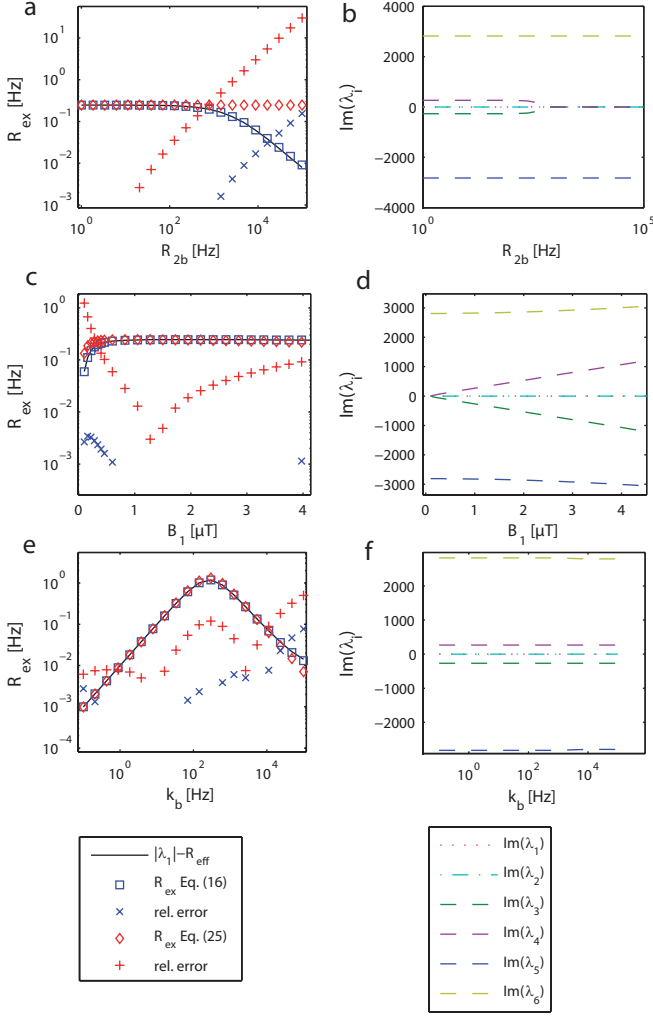 a
R_ex [Hz]
10^1
10^0
10^-1
10^-2
10^-3
10^0
10^2
10^4
R_2b [Hz]
b
Im(λ_i)
4000
2000
0
−2000
−4000
10^0
10^5
R_2b [Hz]
c
R_ex [Hz]
10^0
10^-1
10^-2
10^-3
0
1
2
3
4
B_1 [μT]
d
Im(λ_i)
3000
2000
1000
0
−1000
−2000
−3000
0
1
2
3
4
B_1 [μT]
e
R_ex [Hz]
10^0
10^-1
10^-2
10^-3
10^-4
10^0
10^2
10^4
k_b [Hz]
f
Im(λ_i)
2000
1000
0
−1000
−2000
10^0
10^2
10^4
k_b [Hz]
|λ_1|−R_eff
R_ex Eq. (16)
rel. error
R_ex Eq. (25)
rel. error
Im(λ_1)
Im(λ_2)
Im(λ_3)
Im(λ_4)
Im(λ_5)
Im(λ_6)